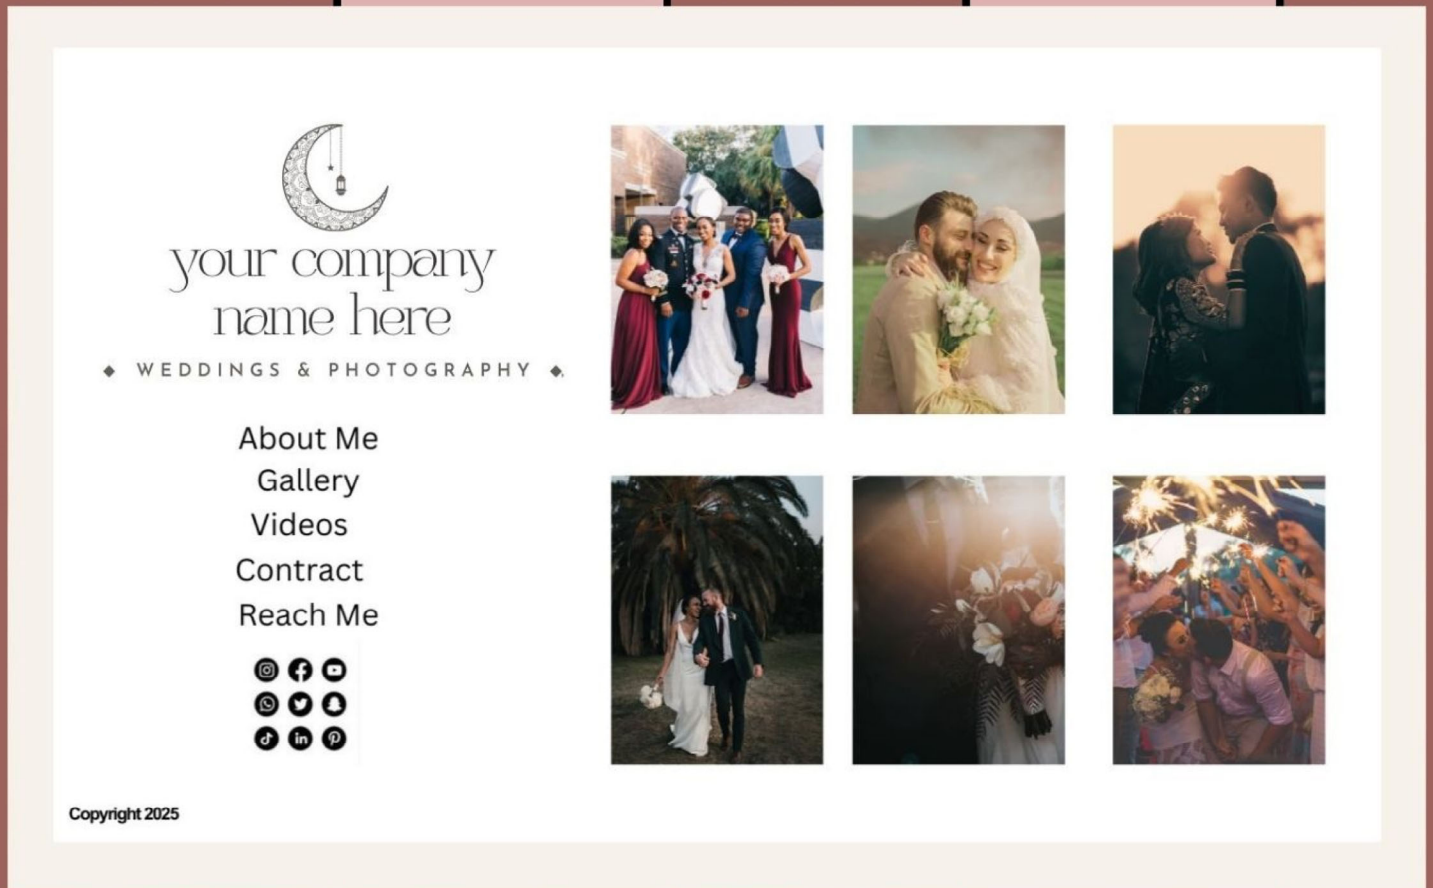 your company
name here
◆ WEDDINGS & PHOTOGRAPHY ◆
About Me
Gallery
Videos
Contract
Reach Me
Copyright 2025